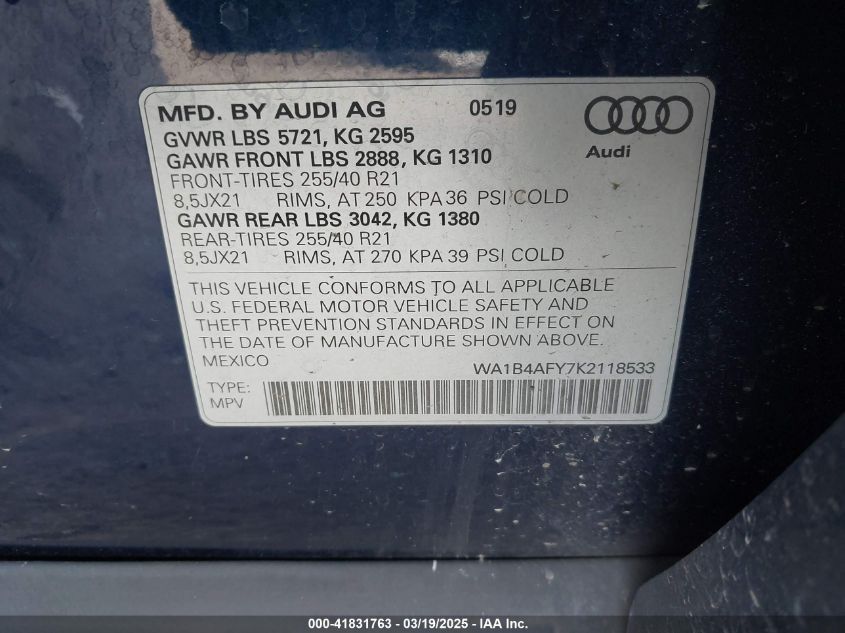 MFD. BY AUDI AG 0519
GVWR LBS 5721, KG 2595
GAWR FRONT LBS 2888, KG 1310
Audi
FRONT-TIRES 255/40 R21
8,5JX21 RIMS, AT 250 KPA 36 PSI COLD
GAWR REAR LBS 3042, KG 1380
REAR-TIRES 255/40 R21
8,5JX21 RIMS, AT 270 KPA 39 PSI COLD
THIS VEHICLE CONFORMS TO ALL APPLICABLE
U.S. FEDERAL MOTOR VEHICLE SAFETY AND
THEFT PREVENTION STANDARDS IN EFFECT ON
THE DATE OF MANUFACTURE SHOWN ABOVE.
MEXICO WA1B4AFY7K2118533
TYPE:
MPV
000-41831763 - 03/19/2025 - IAA Inc.